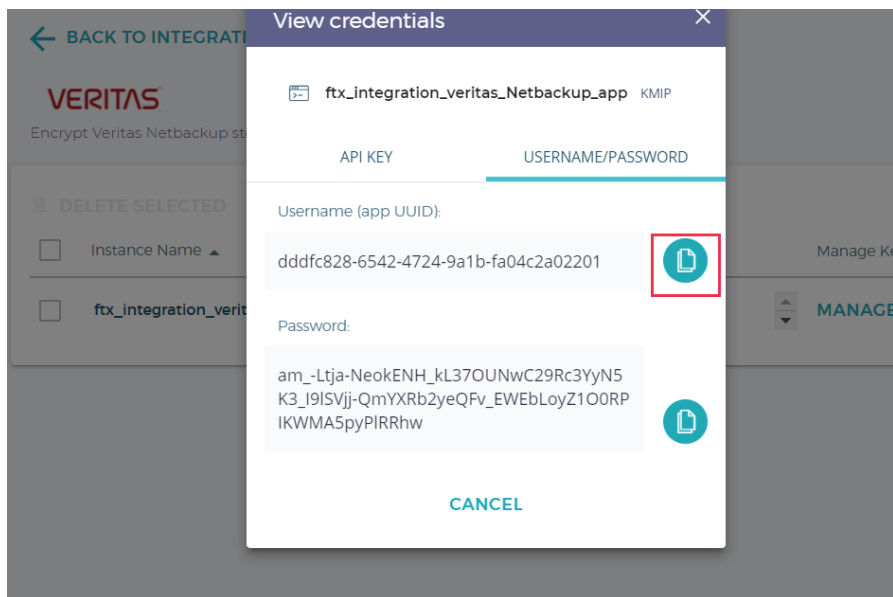 View credentials
BACK TO INTEGRATI
VERITAS
ftx_integration_veritas_Netbackup_app KMIP
Encrypt Veritas Netbackup st
API KEY
USERNAME/PASSWORD
DELETE SELECTED
Username (app UUID):
Instance Name
dddfc828-6542-4724-9a1b-fa04c2a02201
Manage Ke
ftx_integration_verit
MANAGE
Password:
am_-Ltja-NeokENH_kL37OUNwC29Rc3YyN5
K3_I9lSVjj-QmYXRb2yeQFv_EWEbLoyZ1O0RP
IKWMA5pyPlRRhw
CANCEL